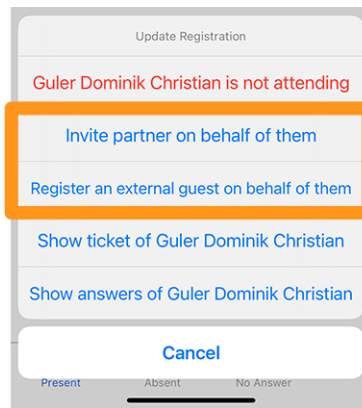 Update Registration
Guler Dominik Christian is not attending
Invite partner on behalf of them
Register an external guest on behalf of them
Show ticket of Guler Dominik Christian
Show answers of Guler Dominik Christian
Cancel
Present Absent No Answer